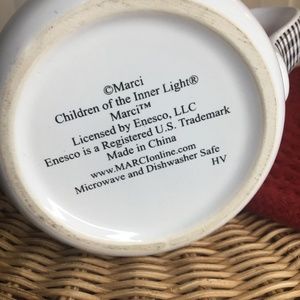 ©Marci
Children of the Inner Light®
Marci™
Licensed by Enesco, LLC
Enesco is a Registered U.S. Trademark
Made in China
www.MARCIonline.com
Microwave and Dishwasher Safe
HV